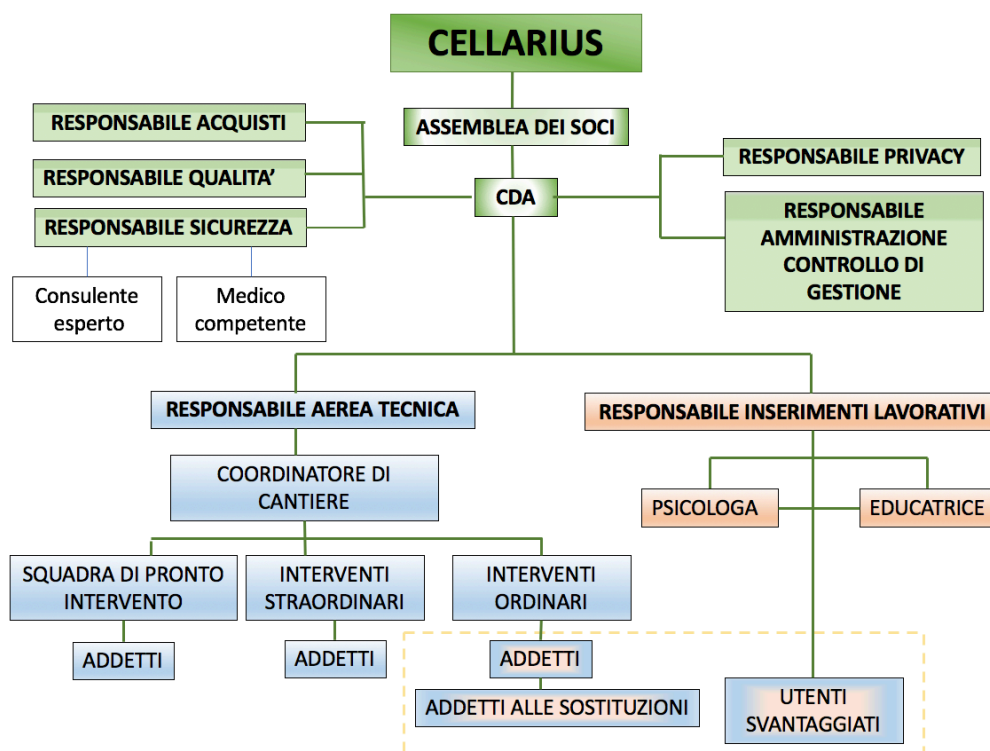 CELLARIUS
ASSEMBLEA DEI SOCI
CDA
RESPONSABILE ACQUISTI
RESPONSABILE QUALITA’
RESPONSABILE SICUREZZA
Consulente
esperto
Medico
competente
RESPONSABILE PRIVACY
RESPONSABILE
AMMINISTRAZIONE
CONTROLLO DI
GESTIONE
RESPONSABILE AEREA TECNICA
COORDINATORE DI
CANTIERE
SQUADRA DI PRONTO
INTERVENTO
ADDETTI
INTERVENTI
STRAORDINARI
ADDETTI
INTERVENTI
ORDINARI
ADDETTI
ADDETTI ALLE SOSTITUZIONI
RESPONSABILE INSERIMENTI LAVORATIVI
PSICOLOGA
EDUCATRICE
UTENTI
SVANTAGGIATI